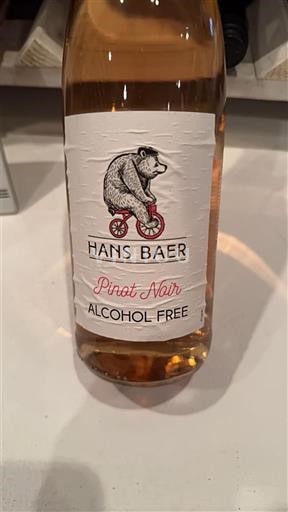 HANS BAER
Pinot Noir
ALCOHOL FREE